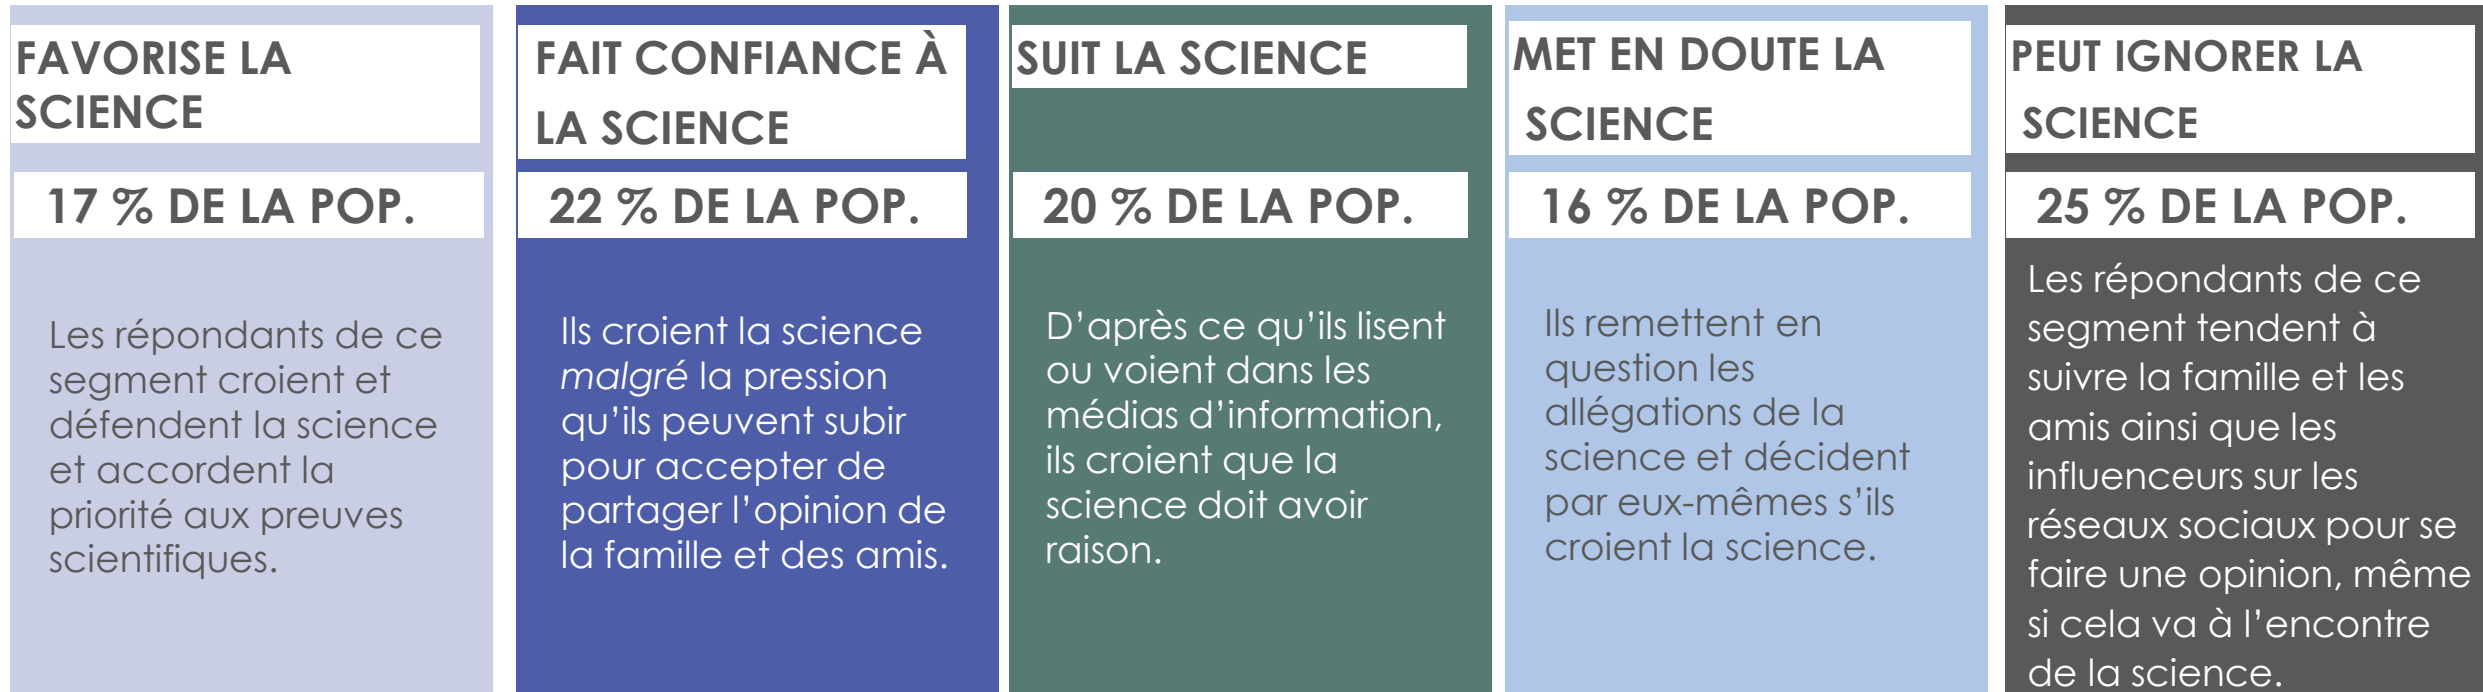 FAVORISE LA
SCIENCE
17 % DE LA POP.
Les répondants de ce
segment croient et
défendent la science
et accordent la
priorité aux preuves
scientifiques.
FAIT CONFIANCE À
LA SCIENCE
22 % DE LA POP.
Ils croient la science
malgré la pression
qu’ils peuvent subir
pour accepter de
partager l’opinion de
la famille et des amis.
SUIT LA SCIENCE
20 % DE LA POP.
D’après ce qu’ils lisent
ou voient dans les
médias d’information,
ils croient que la
science doit avoir
raison.
MET EN DOUTE LA
SCIENCE
16 % DE LA POP.
Ils remettent en
question les
allégations de la
science et décident
par eux-mêmes s’ils
croient la science.
PEUT IGNORER LA
SCIENCE
25 % DE LA POP.
Les répondants de ce
segment tendent à
suivre la famille et les
amis ainsi que les
influenceurs sur les
réseaux sociaux pour se
faire une opinion, même
si cela va à l’encontre
de la science.